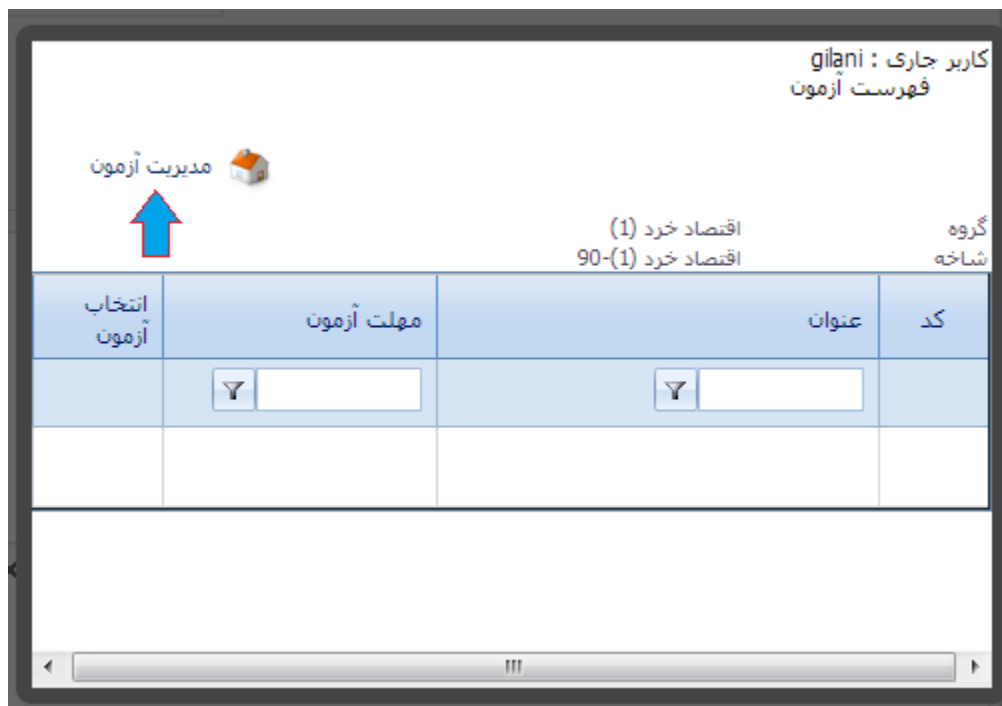 کاربر جاری : gilani
فهرست آزمون
مدیریت آزمون
گروه اقتصاد خرد (1)
شاخه اقتصاد خرد (1)-90
کد عنوان مهلت آزمون انتخاب
آزمون